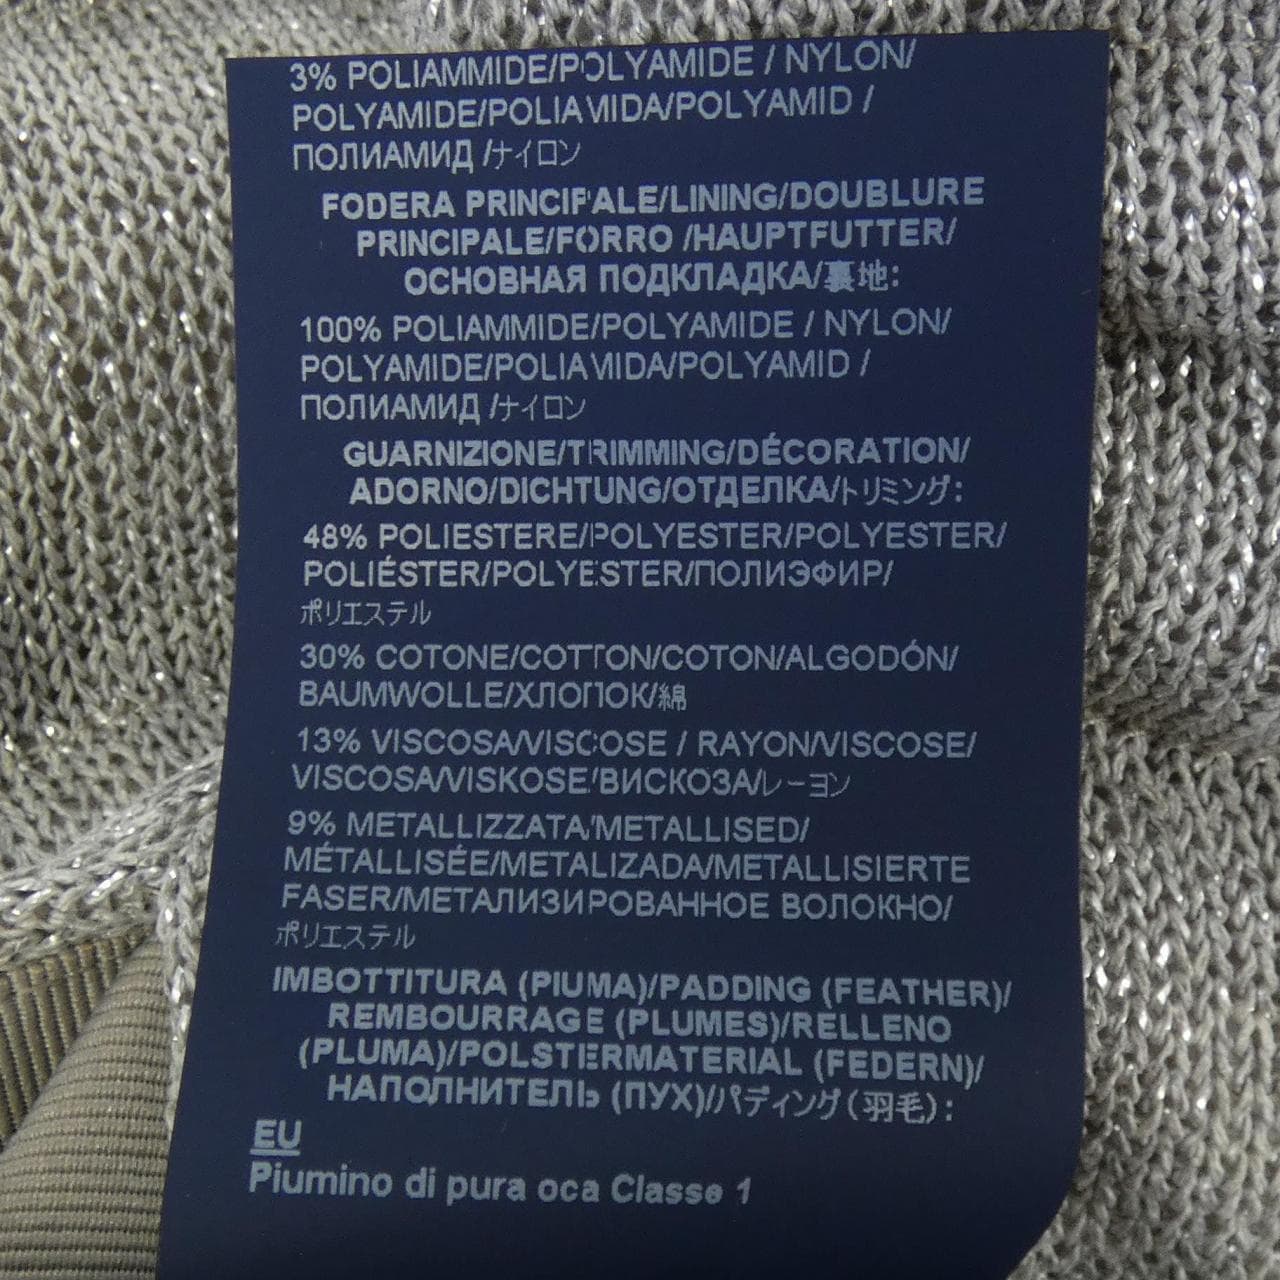 3% POLIAMMIDE/POLYAMIDE / NYLON/
POLYAMIDE/POLIAMIDA/POLYAMID /
ПОЛИАМИД /ナイロン
FODERA PRINCIPALE/LINING/DOUBLURE
PRINCIPALE/FORRO /HAUPTFUTTER/
ОСНОВНАЯ ПОДКЛАДКА/裏地:
100% POLIAMMIDE/POLYAMIDE / NYLON/
POLYAMIDE/POLIAMIDA/POLYAMID /
ПОЛИАМИД /ナイロン
GUARNIZIONE/TRIMMING/DÉCORATION/
ADORNO/DICHTUNG/ОТДЕЛКА/トリミング:
48% POLIESTERE/POLYESTER/POLYESTER/
POLIÉSTER/POLYESTER/ПОЛИЭФИР/
ポリエステル
30% COTONE/COTTON/COTON/ALGODÓN/
BAUMWOLLE/ХЛОПОК/綿
13% VISCOSA/VISCOSE / RAYON/VISCOSE/
VISCOSA/VISKOSE/ВИСКОЗА/レーヨン
9% METALLIZZATA/METALLISED/
MÉTALLISÉE/METALIZADA/METALLISIERTE
FASER/МЕТАЛИЗИРОВАННОЕ ВОЛОКНО/
ポリエステル
IMBOTTITURA (PIUMA)/PADDING (FEATHER)/
REMBOURRAGE (PLUMES)/RELLENO
(PLUMA)/POLSTERMATERIAL (FEDERN)/
НАПОЛНИТЕЛЬ (ПУХ)/パディング(羽毛):
EU
Piumino di pura oca Classe 1